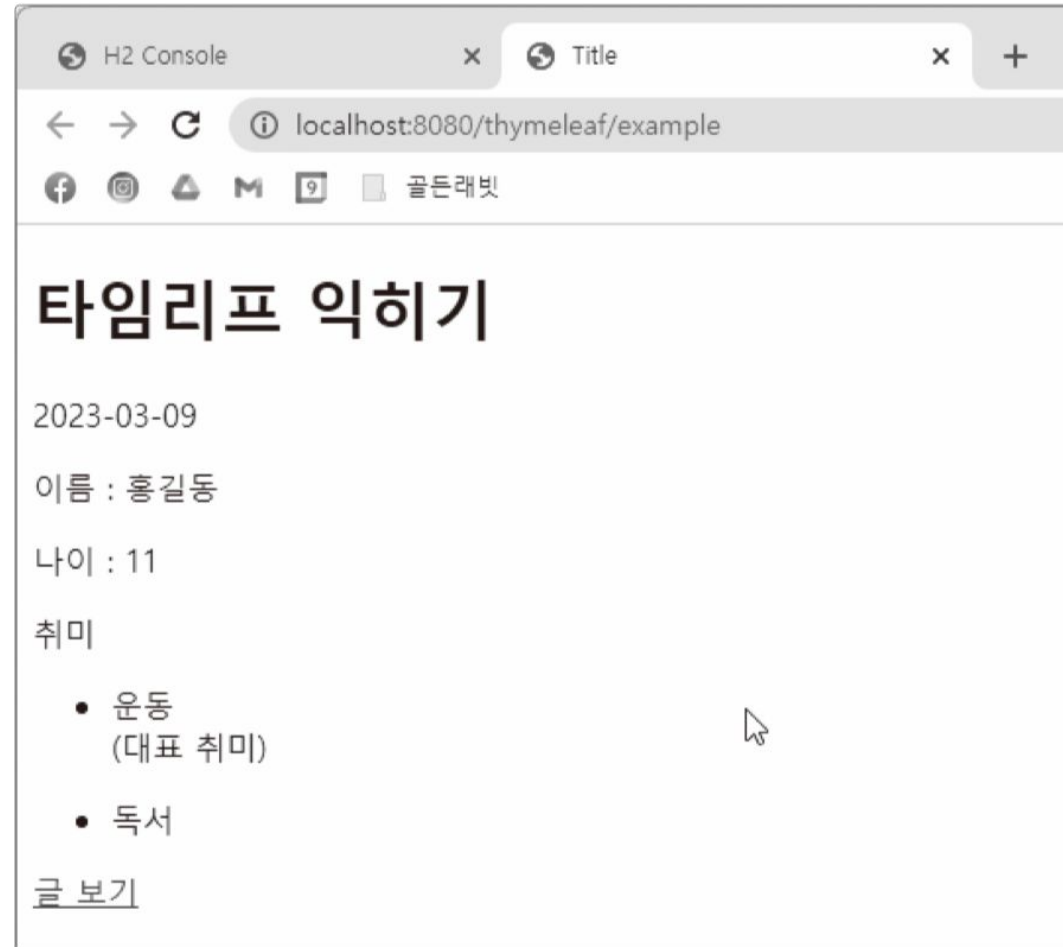 H2 Console
Title
localhost:8080/thymeleaf/example
9
골든래빗
타임리프 익히기
2023-03-09
이름 : 홍길동
나이 : 11
취미
운동
(대표 취미)
독서
글 보기